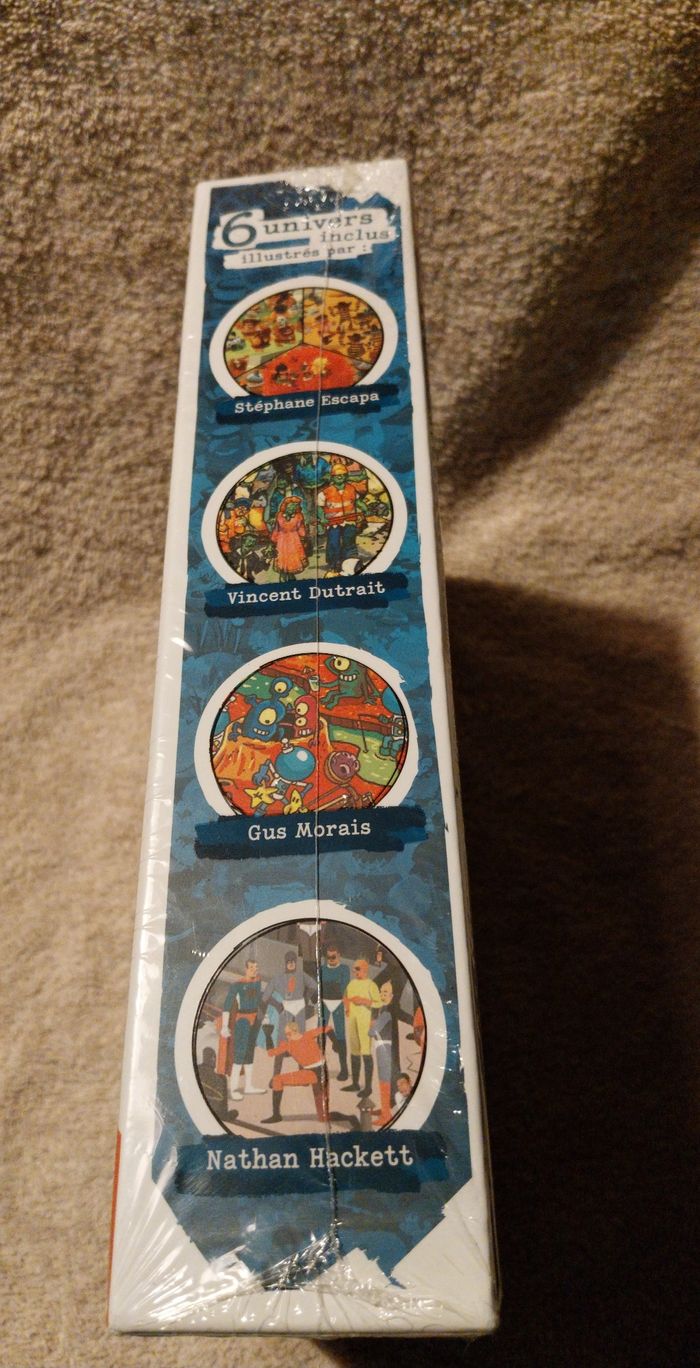 6 univers
inclus
illustrés par :
Stéphane Escapa
Vincent Dutrait
Gus Morais
Nathan Hackett